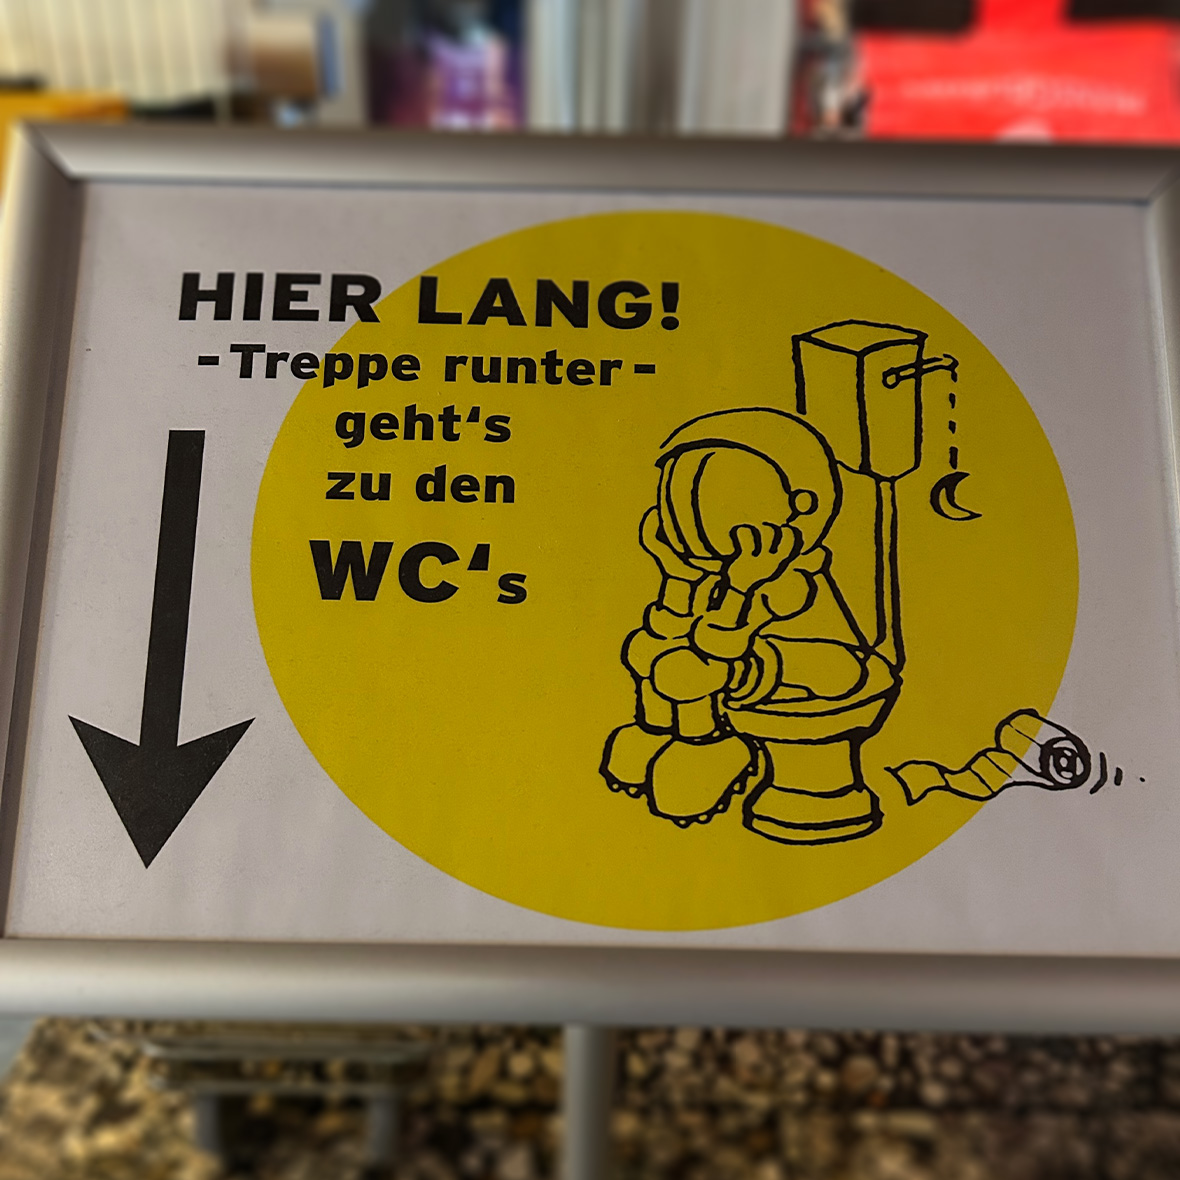 HIER LANG!
- Treppe runter -
geht‘s
zu den
WC‘s